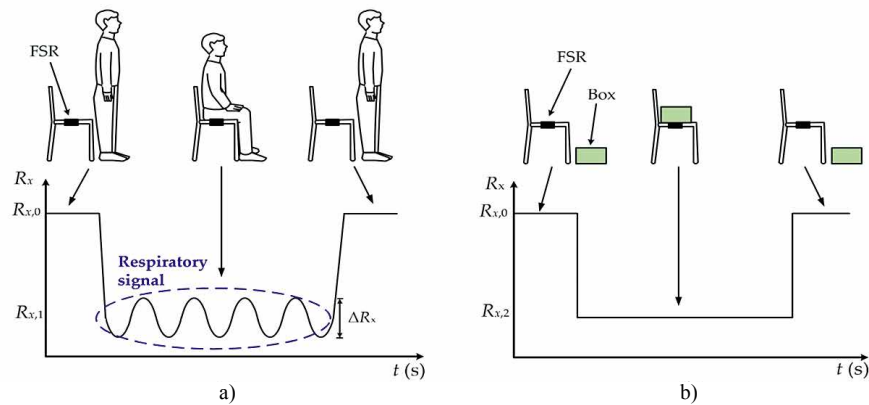 FSR
Rx
Rx,0
Respiratory
signal
Rx,1
ΔRx
t (s)
a)
FSR
Box
Rx
Rx,0
Rx,2
t (s)
b)